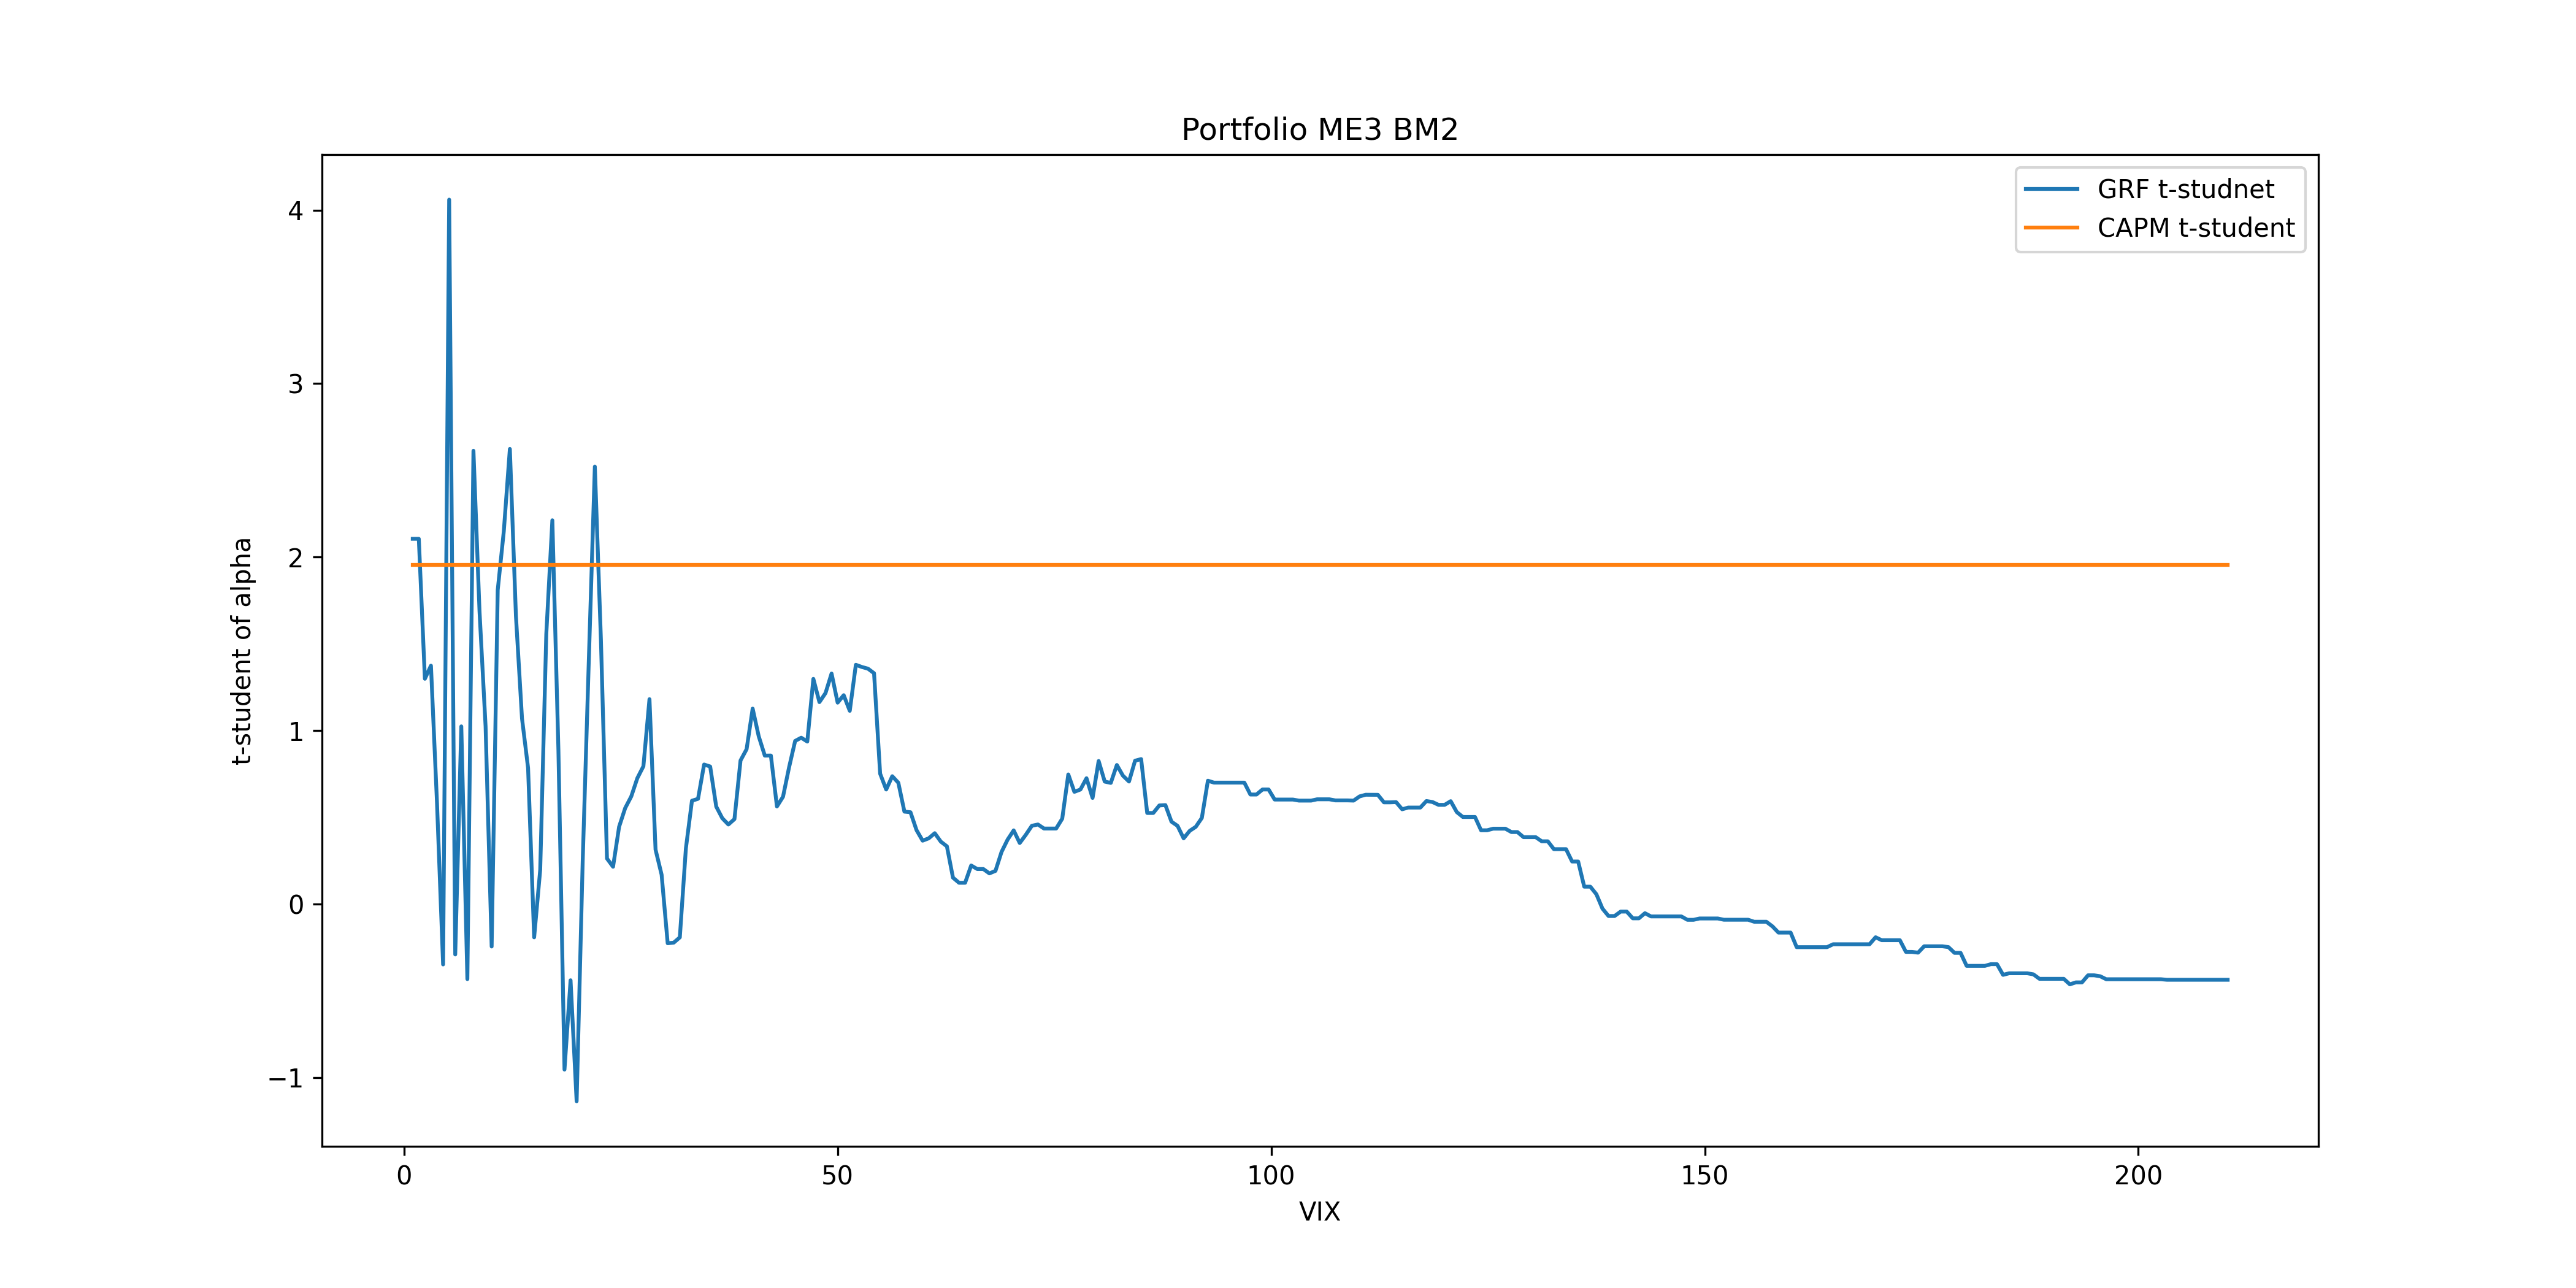 Portfolio ME3 BM2
GRF t-studnet
CAPM t-student
t-student of alpha
4
3
2
1
0
−1
0
50
100
150
200
VIX